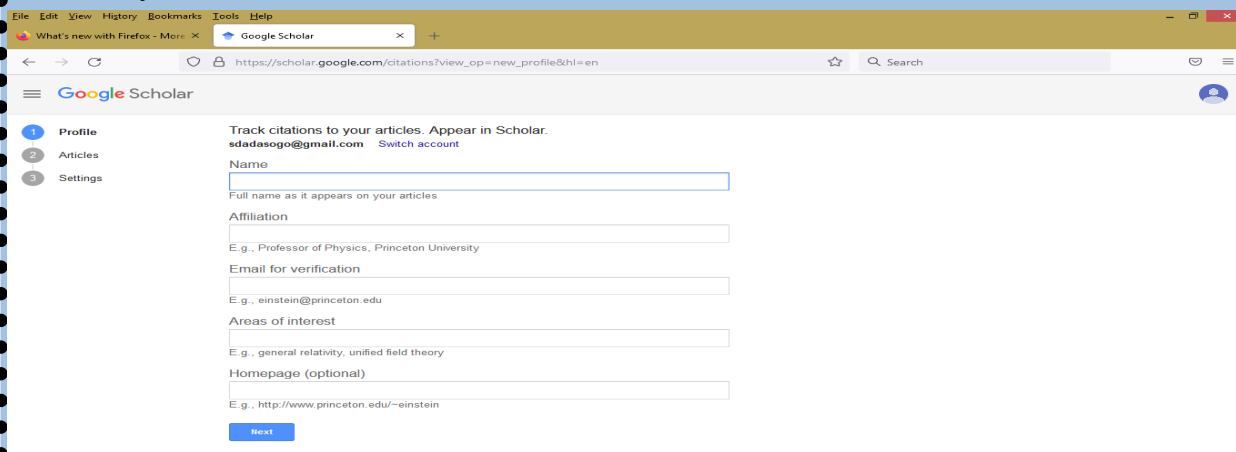 File Edit View History Bookmarks Tools Help
What's new with Firefox - More
Google Scholar
https://scholar.google.com/citations?view_op=new_profile&hl=en
Search
Google Scholar
1 Profile
2 Articles
3 Settings
Track citations to your articles. Appear in Scholar.
sdadasogo@gmail.com Switch account
Name
Full name as it appears on your articles
Affiliation
E.g., Professor of Physics, Princeton University
Email for verification
E.g., einstein@princeton.edu
Areas of interest
E.g., general relativity, unified field theory
Homepage (optional)
E.g., http://www.princeton.edu/~einstein
Next